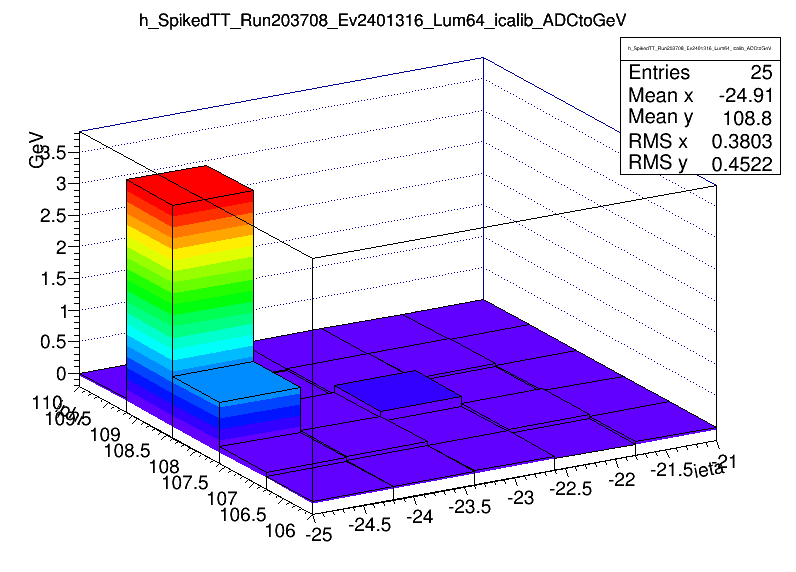 h_SpikedTT_Run203708_Ev2401316_Lum64_icalib_ADCtoGeV
h_SpikedTT_Run203708_Ev2401316_Lum64_icalib_ADCtoGeV
Entries 25
Mean x -24.91
Mean y 108.8
RMS x 0.3803
RMS y 0.4522
GeV
3.5
3
2.5
2
1.5
1
0.5
0
110
109.5
109
108.5
108
107.5
107
106.5
106
-25
-24.5
-24
-23.5
-23
-22.5
-22
-21.5
-21
ieta